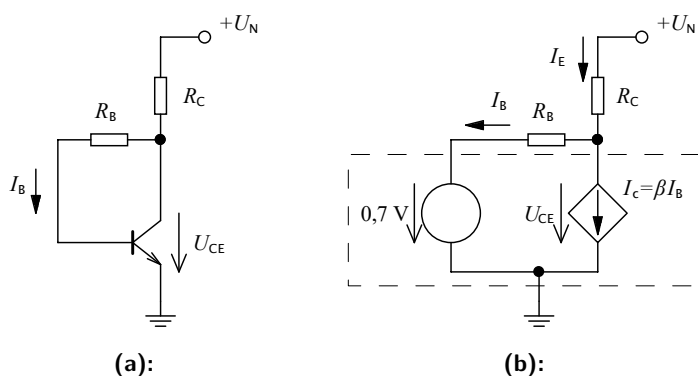 +U_N
R_C
R_B
I_B
U_CE
(a):
+U_N
I_E
R_C
I_B
R_B
0,7 V
U_CE
I_c=βI_B
(b):